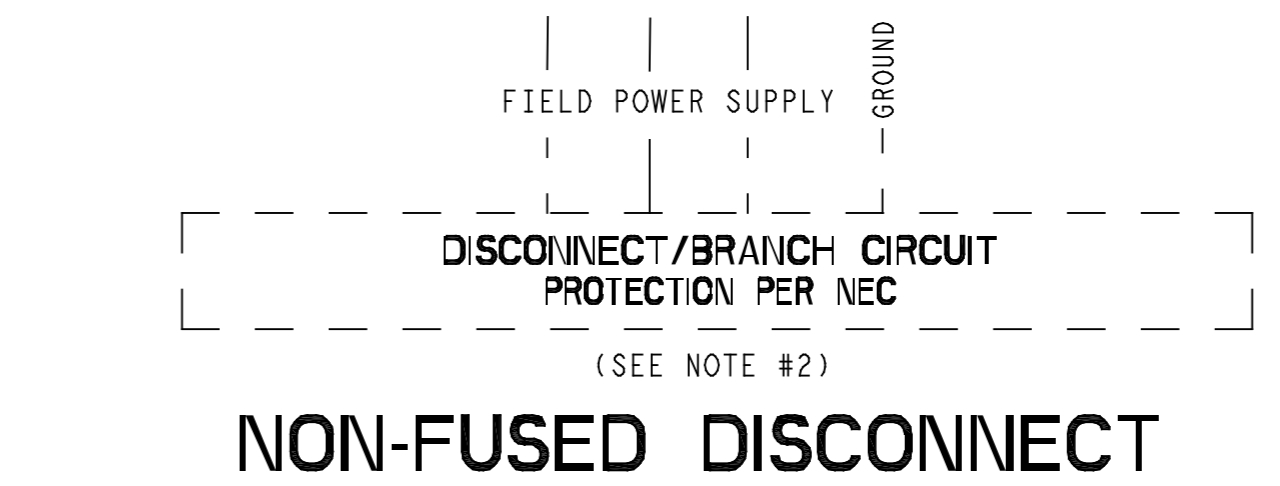 GROUND
FIELD POWER SUPPLY
DISCONNECT/BRANCH CIRCUIT
PROTECTION PER NEC
(SEE NOTE #2)
NON-FUSED DISCONNECT